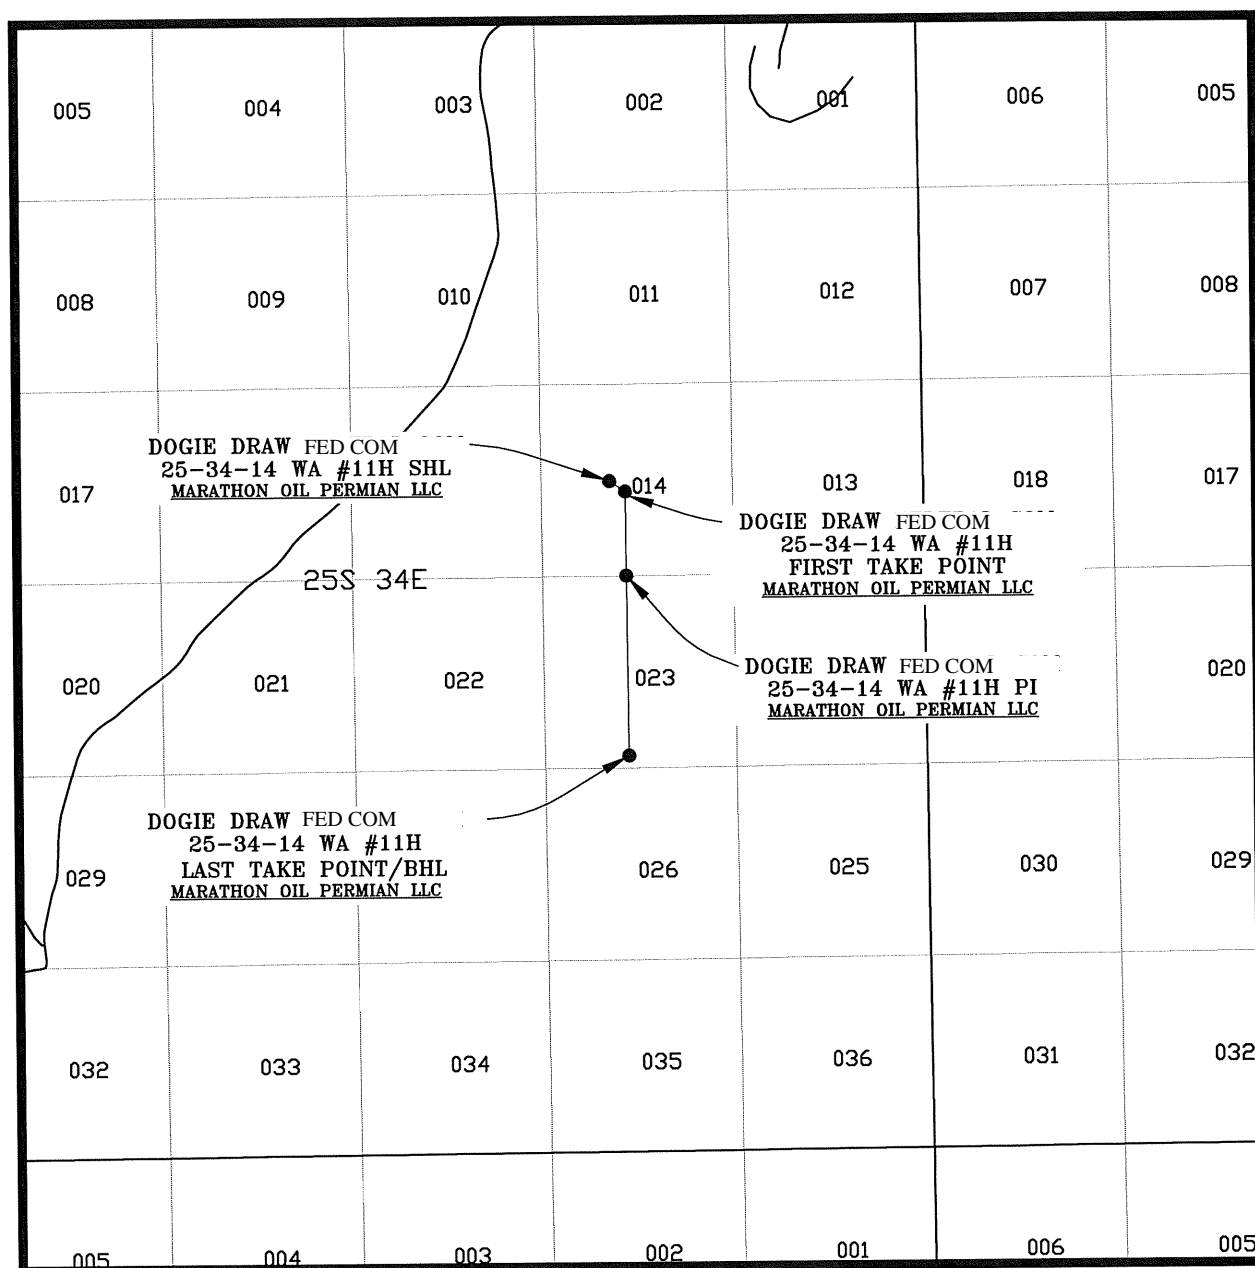 005 004 003 002 001 006 005
008 009 010 011 012 007 008
DOGIE DRAW FED COM
25-34-14 WA #11H SHL
MARATHON OIL PERMIAN LLC
017 014 013 018 017
DOGIE DRAW FED COM
25-34-14 WA #11H
FIRST TAKE POINT
MARATHON OIL PERMIAN LLC
25S 34E
020 021 022 023 020
DOGIE DRAW FED COM
25-34-14 WA #11H PI
MARATHON OIL PERMIAN LLC
DOGIE DRAW FED COM
25-34-14 WA #11H
LAST TAKE POINT/BHL
MARATHON OIL PERMIAN LLC
029 026 025 030 029
032 033 034 035 036 031 032
005 004 003 002 001 006 005